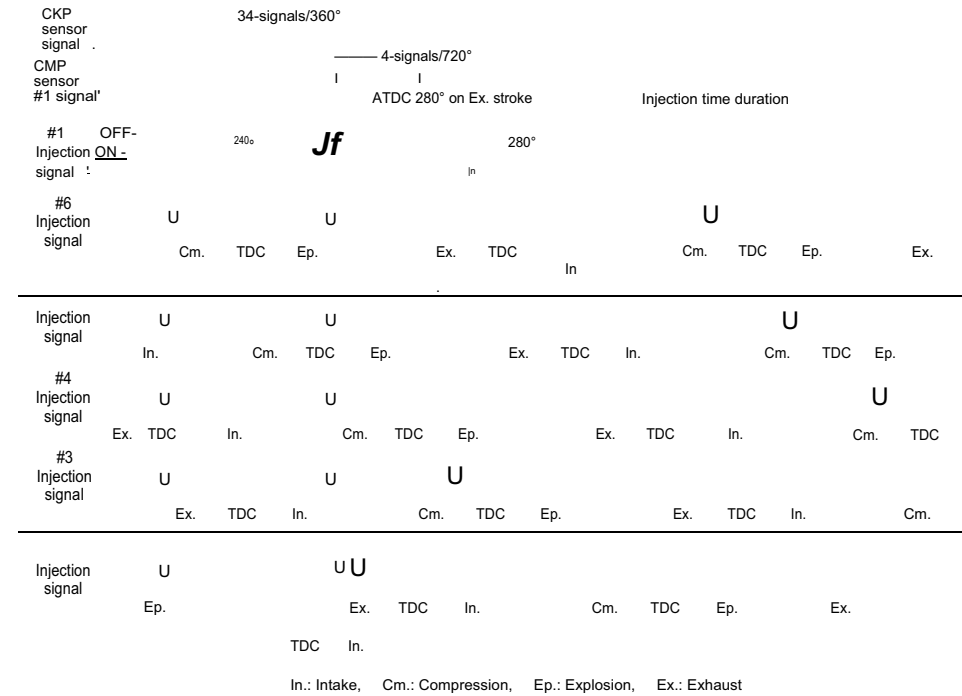 CKP sensor signal .
34-signals/360°
4-signals/720°
CMP sensor #1 signal'
I I
ATDC 280° on Ex. stroke Injection time duration
#1 Injection signal OFF- ON - '-
240° Jf 280°
|n
#6 Injection signal
U U U
Cm. TDC Ep. Ex. TDC Cm. TDC Ep. Ex.
In
.
Injection signal
U U U
In. Cm. TDC Ep. Ex. TDC In. Cm. TDC Ep.
#4 Injection signal
U U U
Ex. TDC In. Cm. TDC Ep. Ex. TDC In. Cm. TDC
#3 Injection signal
U U U
Ex. TDC In. Cm. TDC Ep. Ex. TDC In. Cm.
Injection signal
U U U
Ep. Ex. TDC In. Cm. TDC Ep. Ex.
TDC In.
In.: Intake, Cm.: Compression, Ep.: Explosion, Ex.: Exhaust